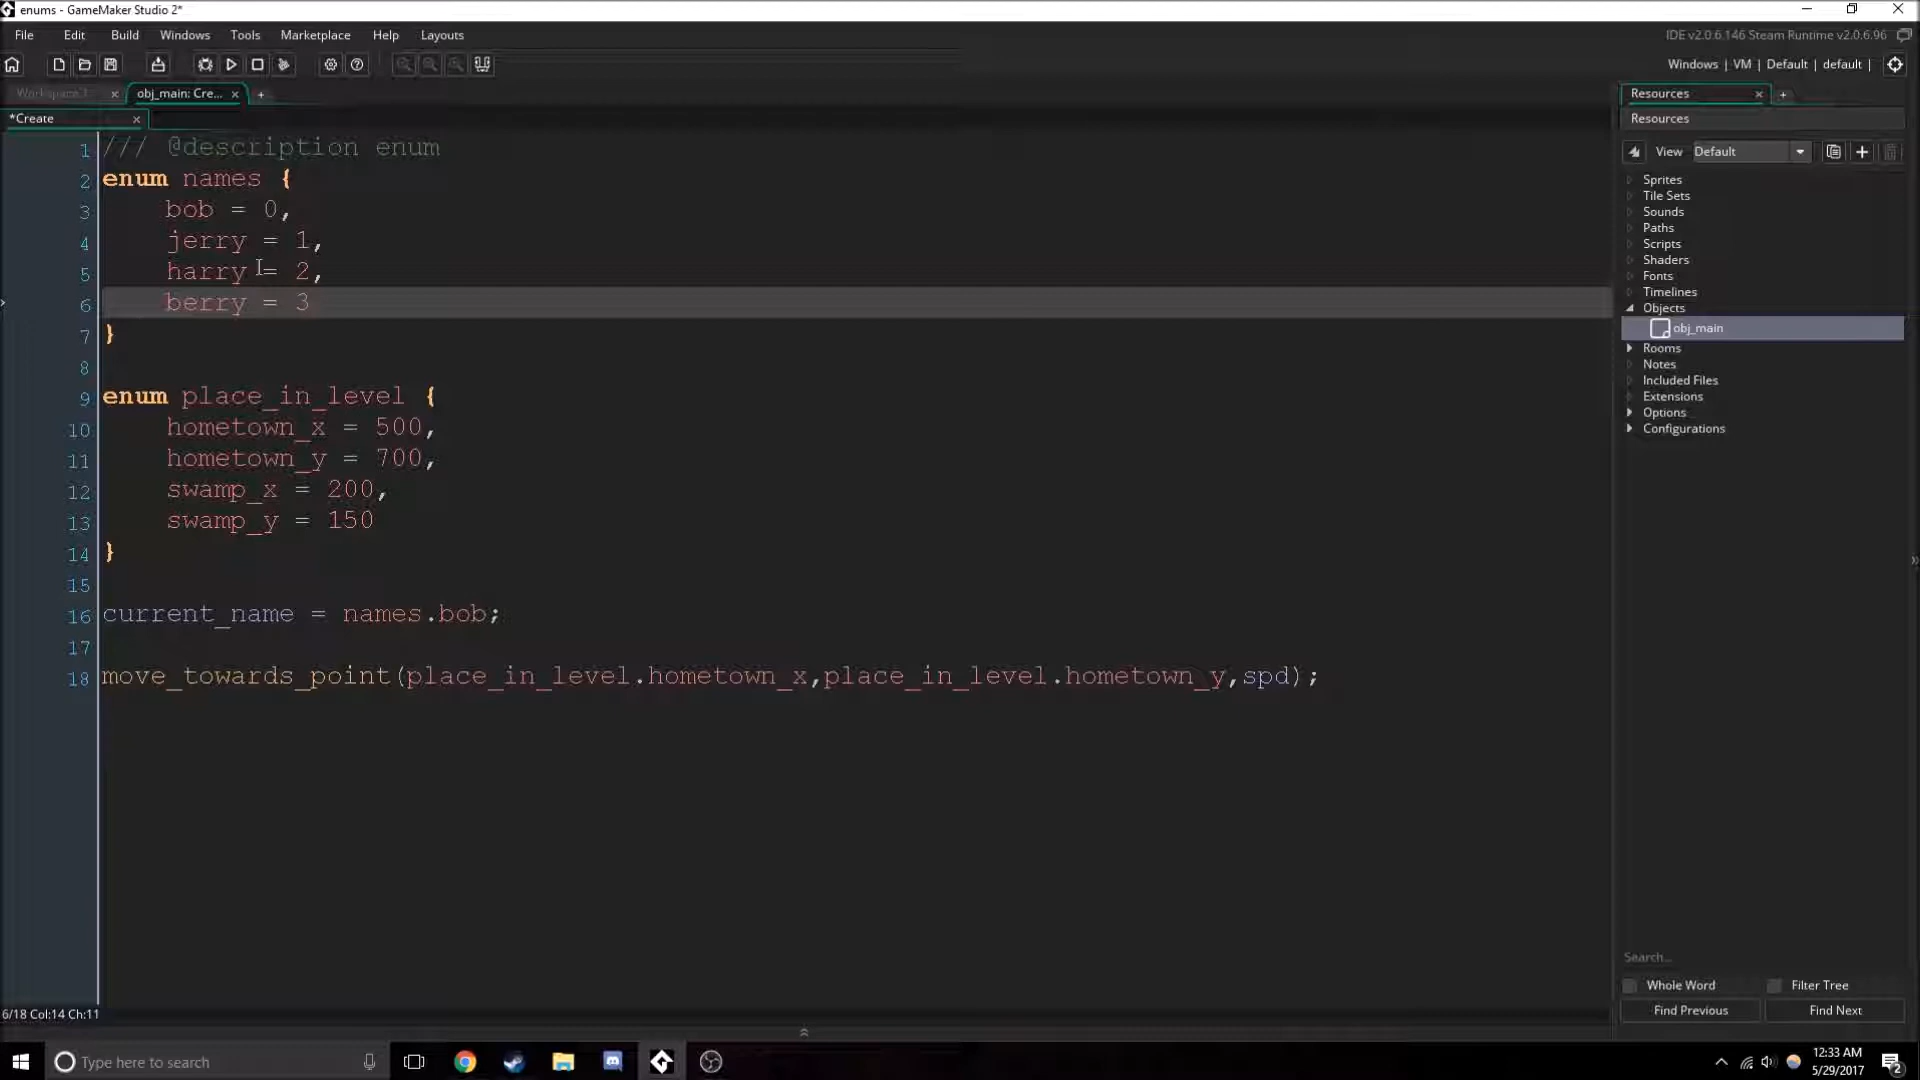 enums - GameMaker Studio 2*
File Edit Build Windows Tools Marketplace Help Layouts
IDE v2.0.6.146 Steam Runtime v2.0.6.96
Windows | VM | Default | default |
Workspace 1 obj_main: Cre...
*Create
1 /// @description enum
2 enum names {
3 bob = 0,
4 jerry = 1,
5 harry = 2,
6 berry = 3
7 }
8
9 enum place_in_level {
10 hometown_x = 500,
11 hometown_y = 700,
12 swamp_x = 200,
13 swamp_y = 150
14 }
15
16 current_name = names.bob;
17
18 move_towards_point(place_in_level.hometown_x,place_in_level.hometown_y,spd);
6/18 Col:14 Ch:11
Resources
Resources
View Default
Sprites
Tile Sets
Sounds
Paths
Scripts
Shaders
Fonts
Timelines
Objects
obj_main
Rooms
Notes
Included Files
Extensions
Options
Configurations
Search...
Whole Word Filter Tree
Find Previous Find Next
Type here to search
12:33 AM
5/29/2017
2